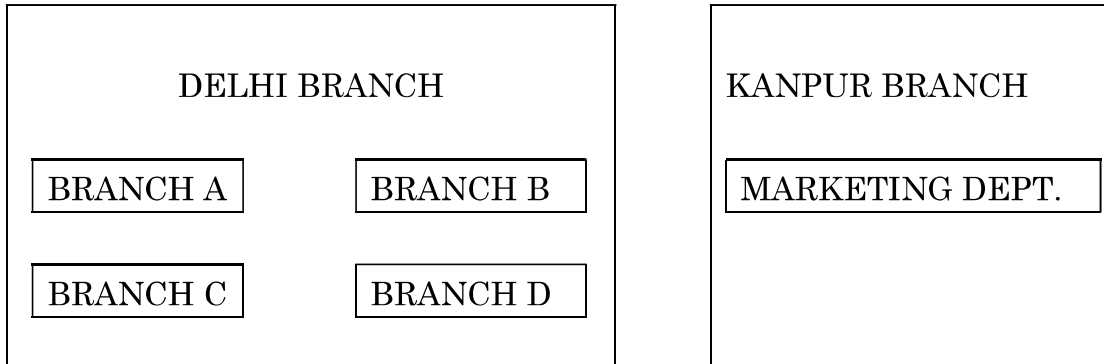 DELHI BRANCH
KANPUR BRANCH
BRANCH A
BRANCH B
MARKETING DEPT.
BRANCH C
BRANCH D